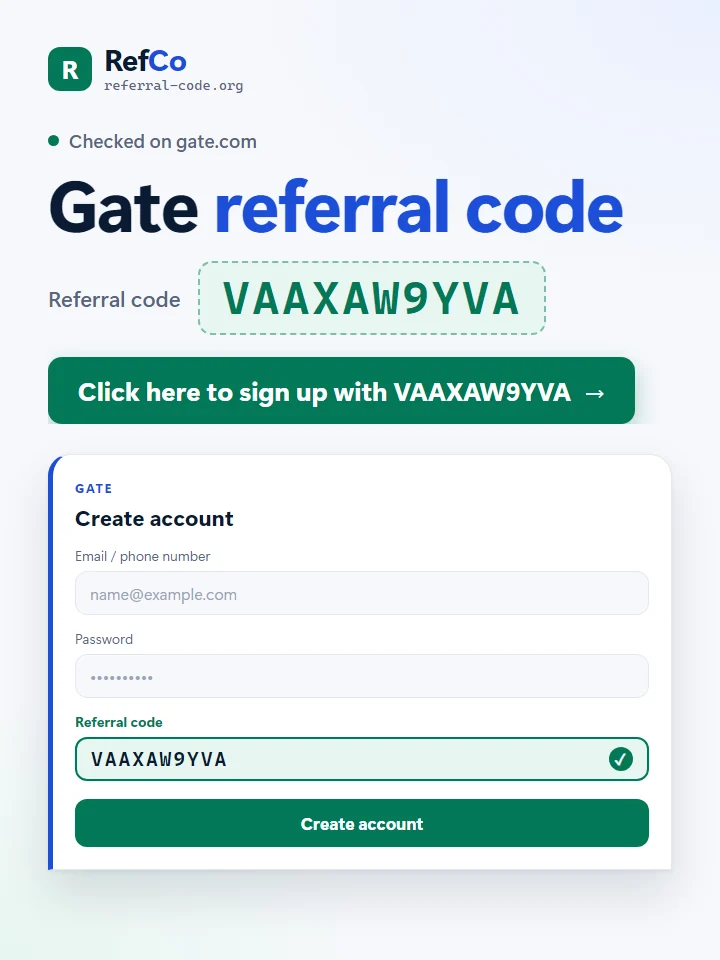 R
RefCo
referral-code.org
Checked on gate.com
Gate referral code
Referral code VAAXAW9YVA
Click here to sign up with VAAXAW9YVA →
GATE
Create account
Email / phone number
name@example.com
Password
••••••••••
Referral code
VAAXAW9YVA
Create account